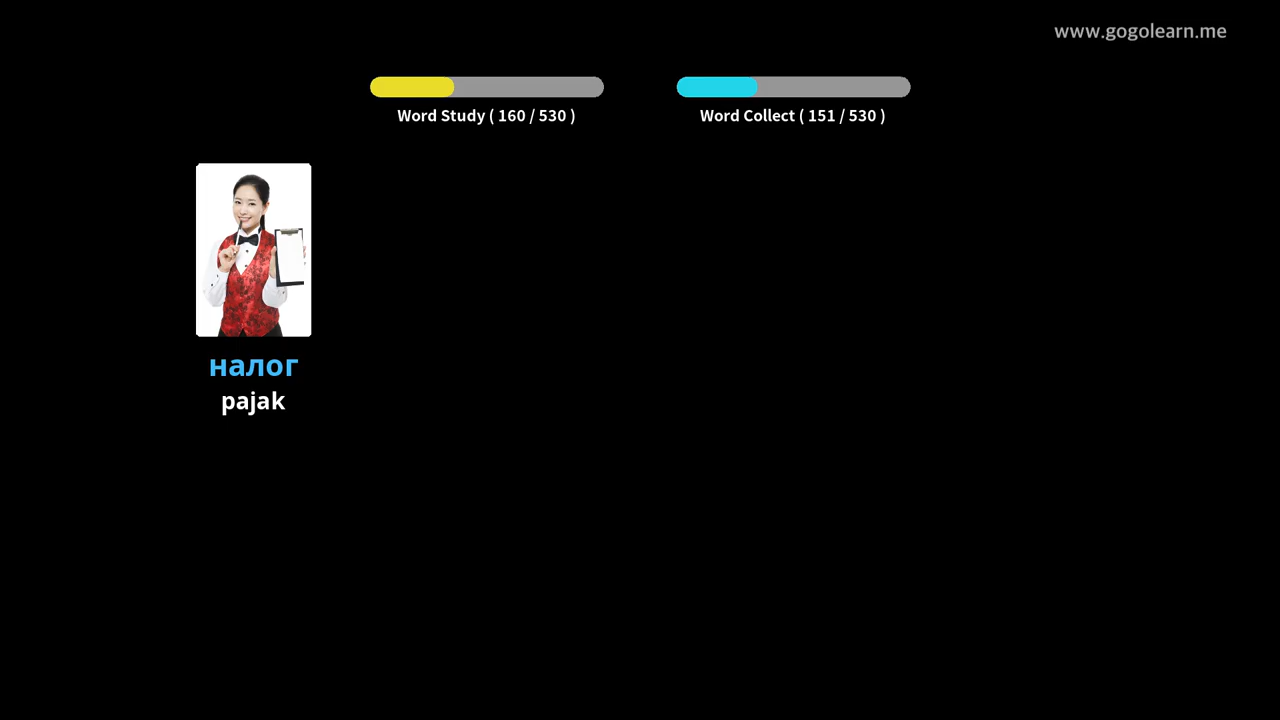 www.gogolearn.me
Word Study ( 160 / 530 )
Word Collect ( 151 / 530 )
налог
pajak